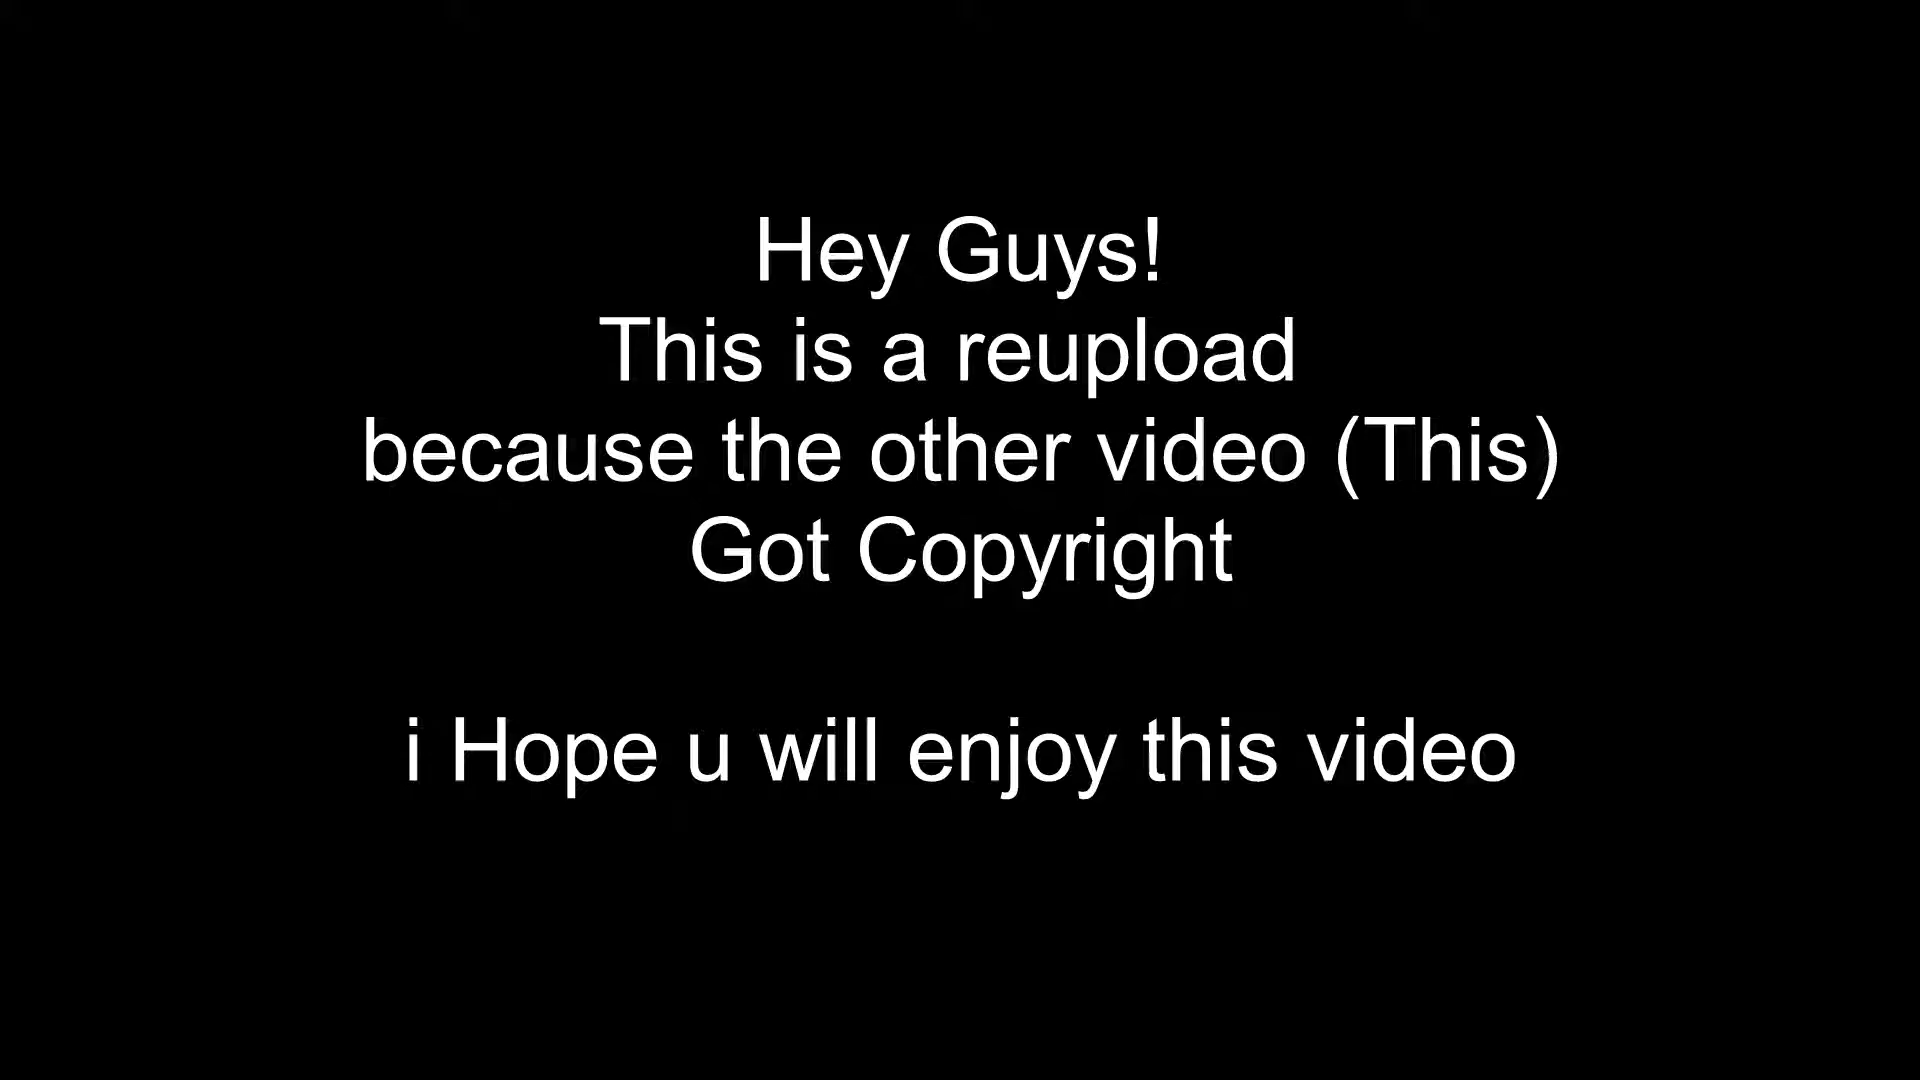 Hey Guys!
This is a reupload
because the other video (This)
Got Copyright
i Hope u will enjoy this video